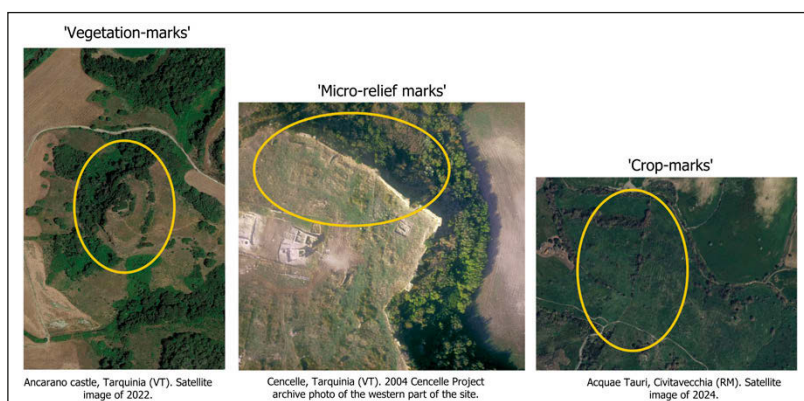 'Vegetation-marks'
'Micro-relief marks'
'Crop-marks'
Ancarano castle, Tarquinia (VT). Satellite
image of 2022.
Cencelle, Tarquinia (VT). 2004 Cencelle Project
archive photo of the western part of the site.
Acquae Tauri, Civitavecchia (RM). Satellite
image of 2024.